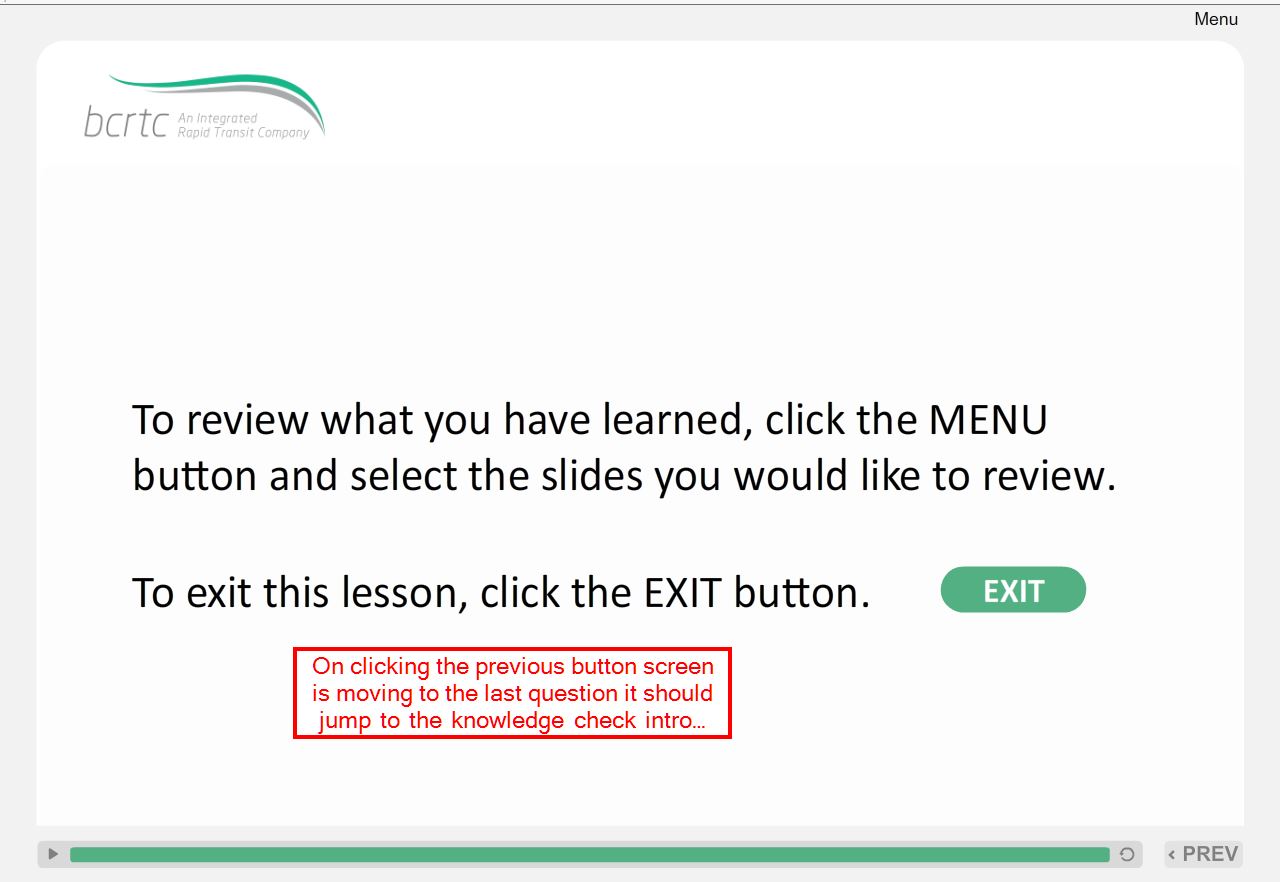 Menu
bcrtc An Integrated
Rapid Transit Company
To review what you have learned, click the MENU
button and select the slides you would like to review.
To exit this lesson, click the EXIT button.
EXIT
On clicking the previous button screen
is moving to the last question it should
jump to the knowledge check intro...
‹ PREV